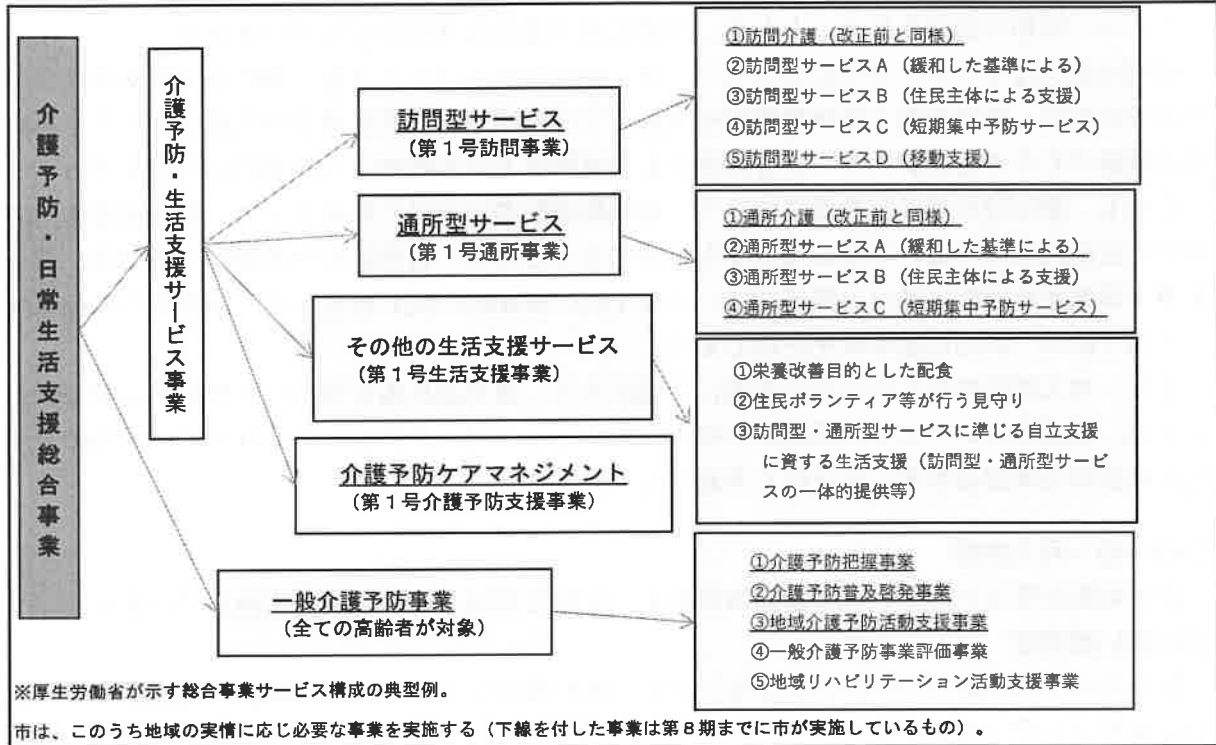 介護予防・日常生活支援総合事業
介護予防・生活支援サービス事業
訪問型サービス
(第1号訪問事業)
①訪問介護(改正前と同様)
②訪問型サービスA(緩和した基準による)
③訪問型サービスB(住民主体による支援)
④訪問型サービスC(短期集中予防サービス)
⑤訪問型サービスD(移動支援)
通所型サービス
(第1号通所事業)
①通所介護(改正前と同様)
②通所型サービスA(緩和した基準による)
③通所型サービスB(住民主体による支援)
④通所型サービスC(短期集中予防サービス)
その他の生活支援サービス
(第1号生活支援事業)
①栄養改善目的とした配食
②住民ボランティア等が行う見守り
③訪問型・通所型サービスに準じる自立支援
に資する生活支援(訪問型・通所型サービ
スの一体的提供等)
介護予防ケアマネジメント
(第1号介護予防支援事業)
一般介護予防事業
(全ての高齢者が対象)
①介護予防把握事業
②介護予防普及啓発事業
③地域介護予防活動支援事業
④一般介護予防事業評価事業
⑤地域リハビリテーション活動支援事業
※厚生労働省が示す総合事業サービス構成の典型例。
市は、このうち地域の実情に応じ必要な事業を実施する(下線を付した事業は第8期までに市が実施しているもの)。